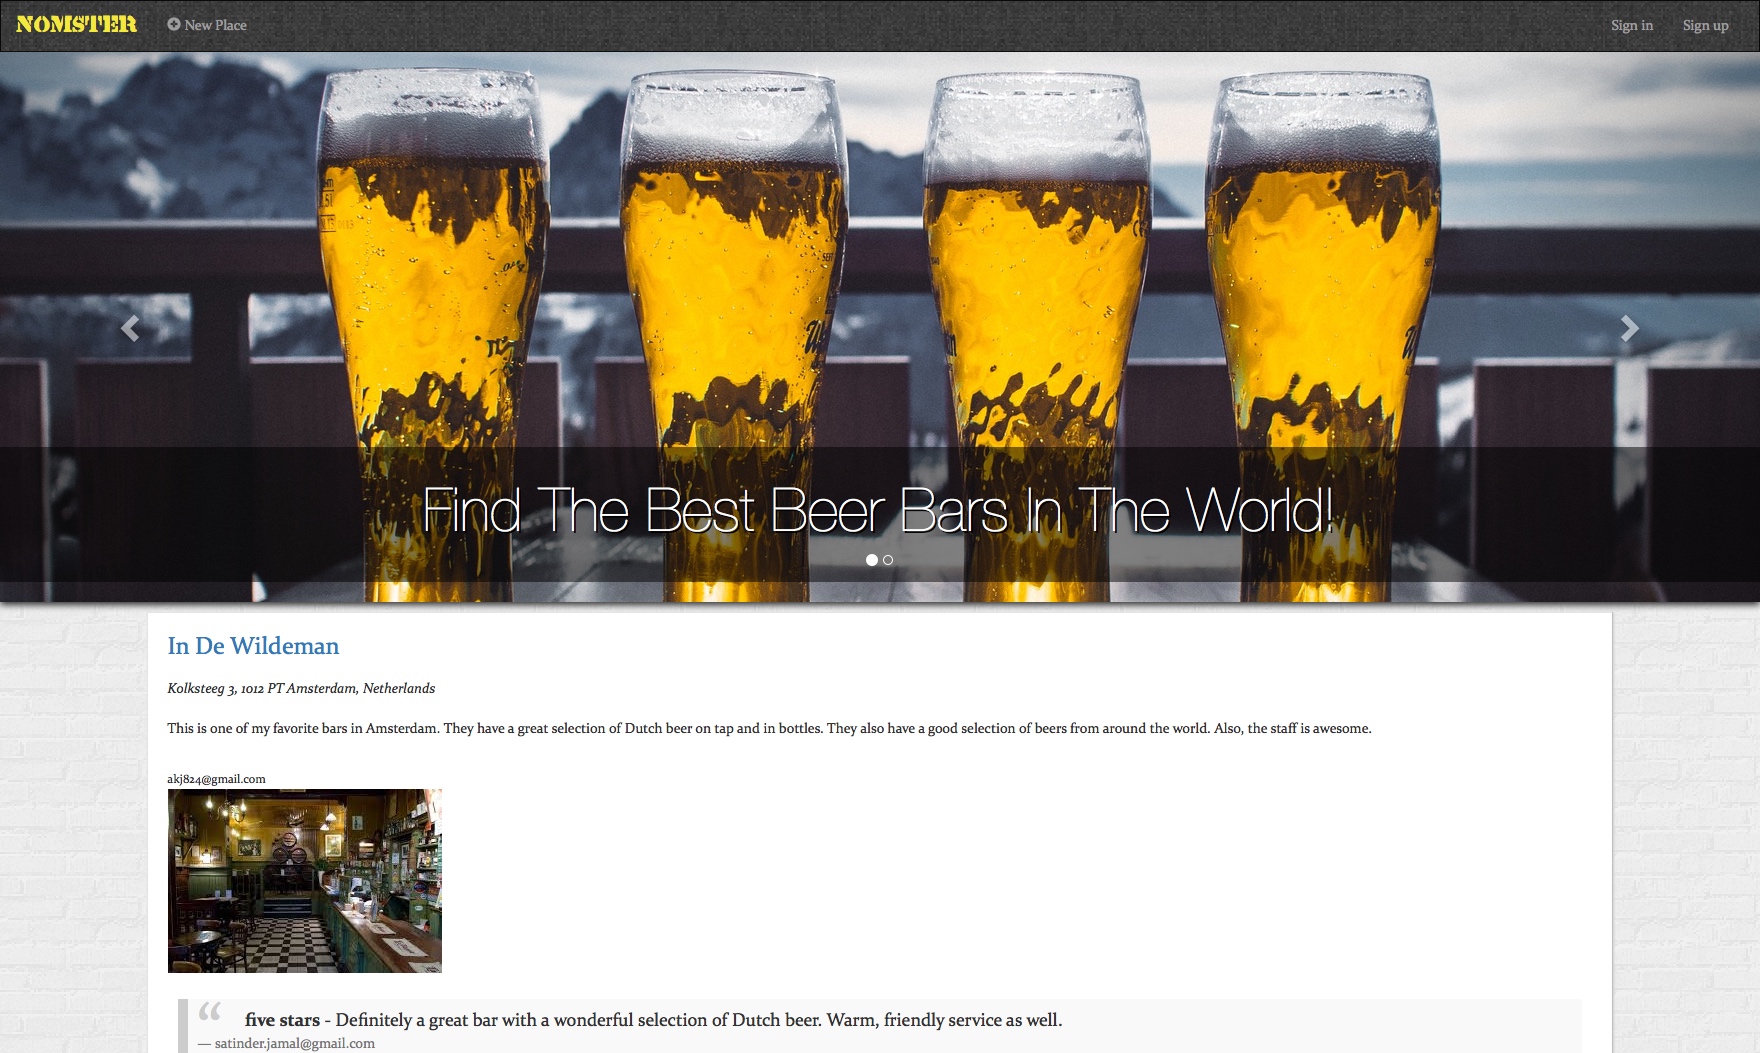 NOMSTER
New Place
Sign in
Sign up
Find The Best Beer Bars In The World!
In De Wildeman
Kolksteeg 3, 1012 PT Amsterdam, Netherlands
This is one of my favorite bars in Amsterdam. They have a great selection of Dutch beer on tap and in bottles. They also have a good selection of beers from around the world. Also, the staff is awesome.
akj824@gmail.com
“ five stars - Definitely a great bar with a wonderful selection of Dutch beer. Warm, friendly service as well.
— satinder.jamal@gmail.com